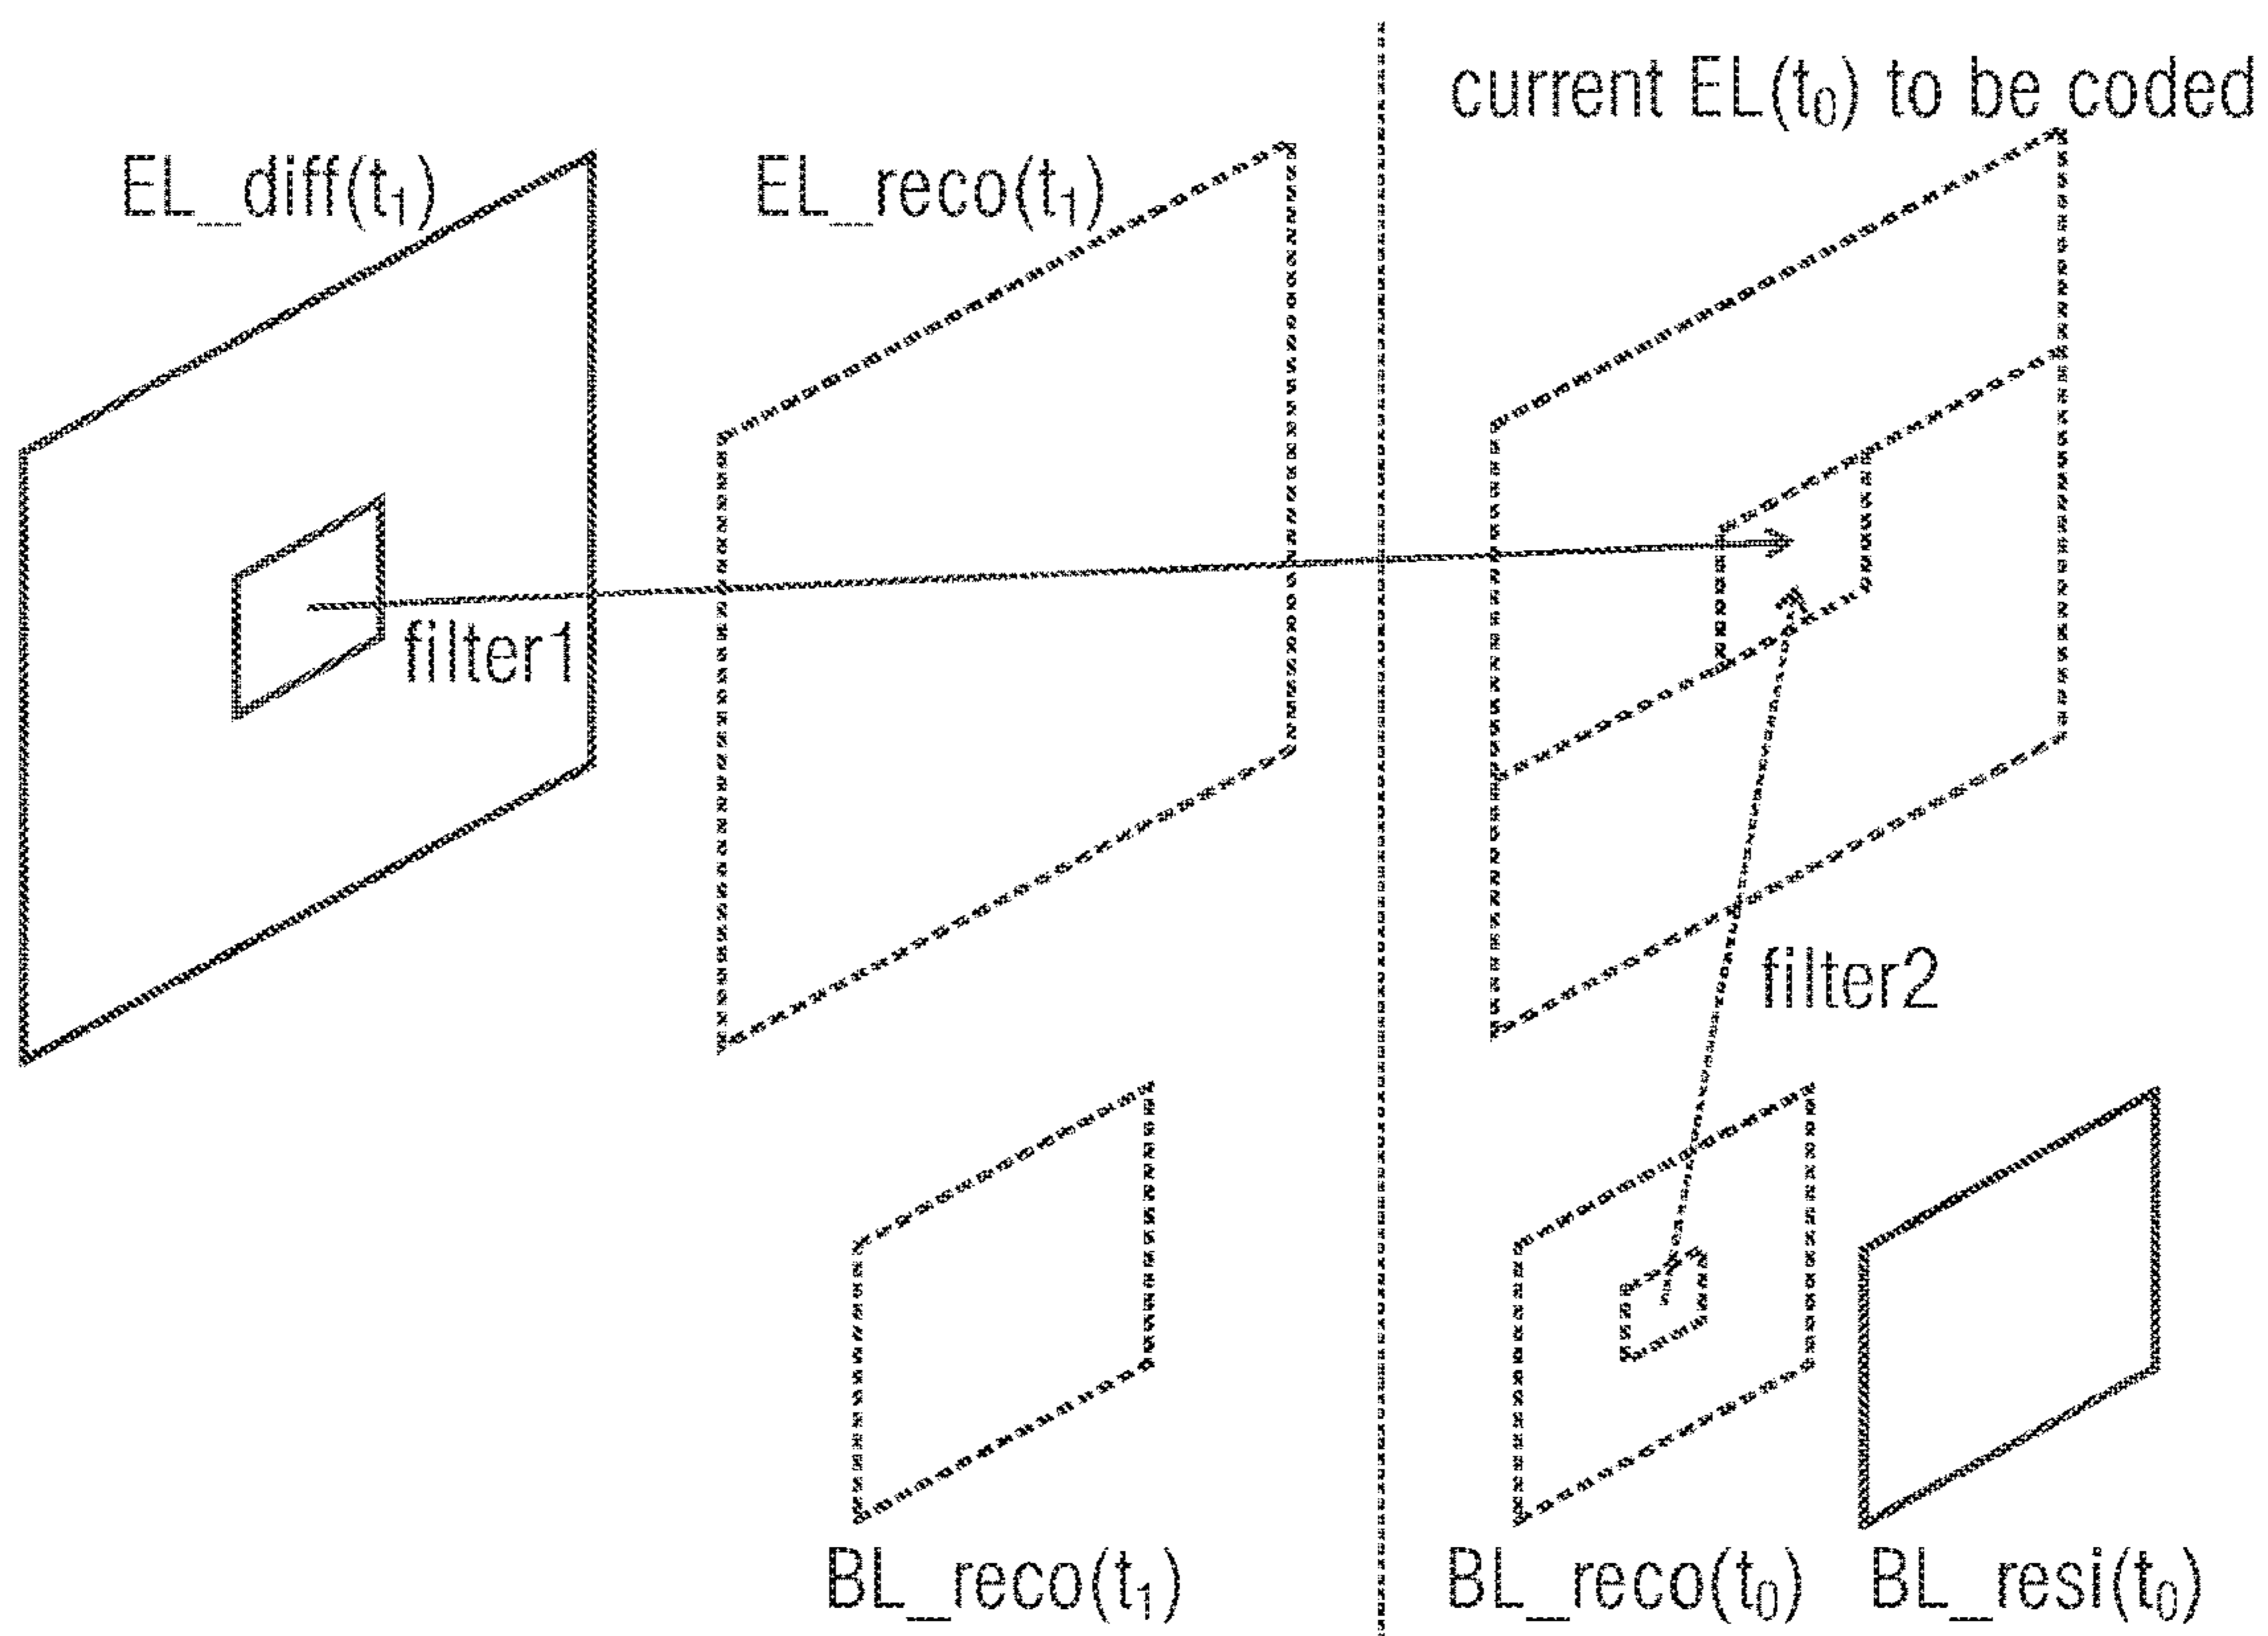 current EL(t₀) to be coded
EL_diff(t₁)
EL_reco(t₁)
filter1
filter2
BL_reco(t₁)
BL_reco(t₀)
BL_resi(t₀)